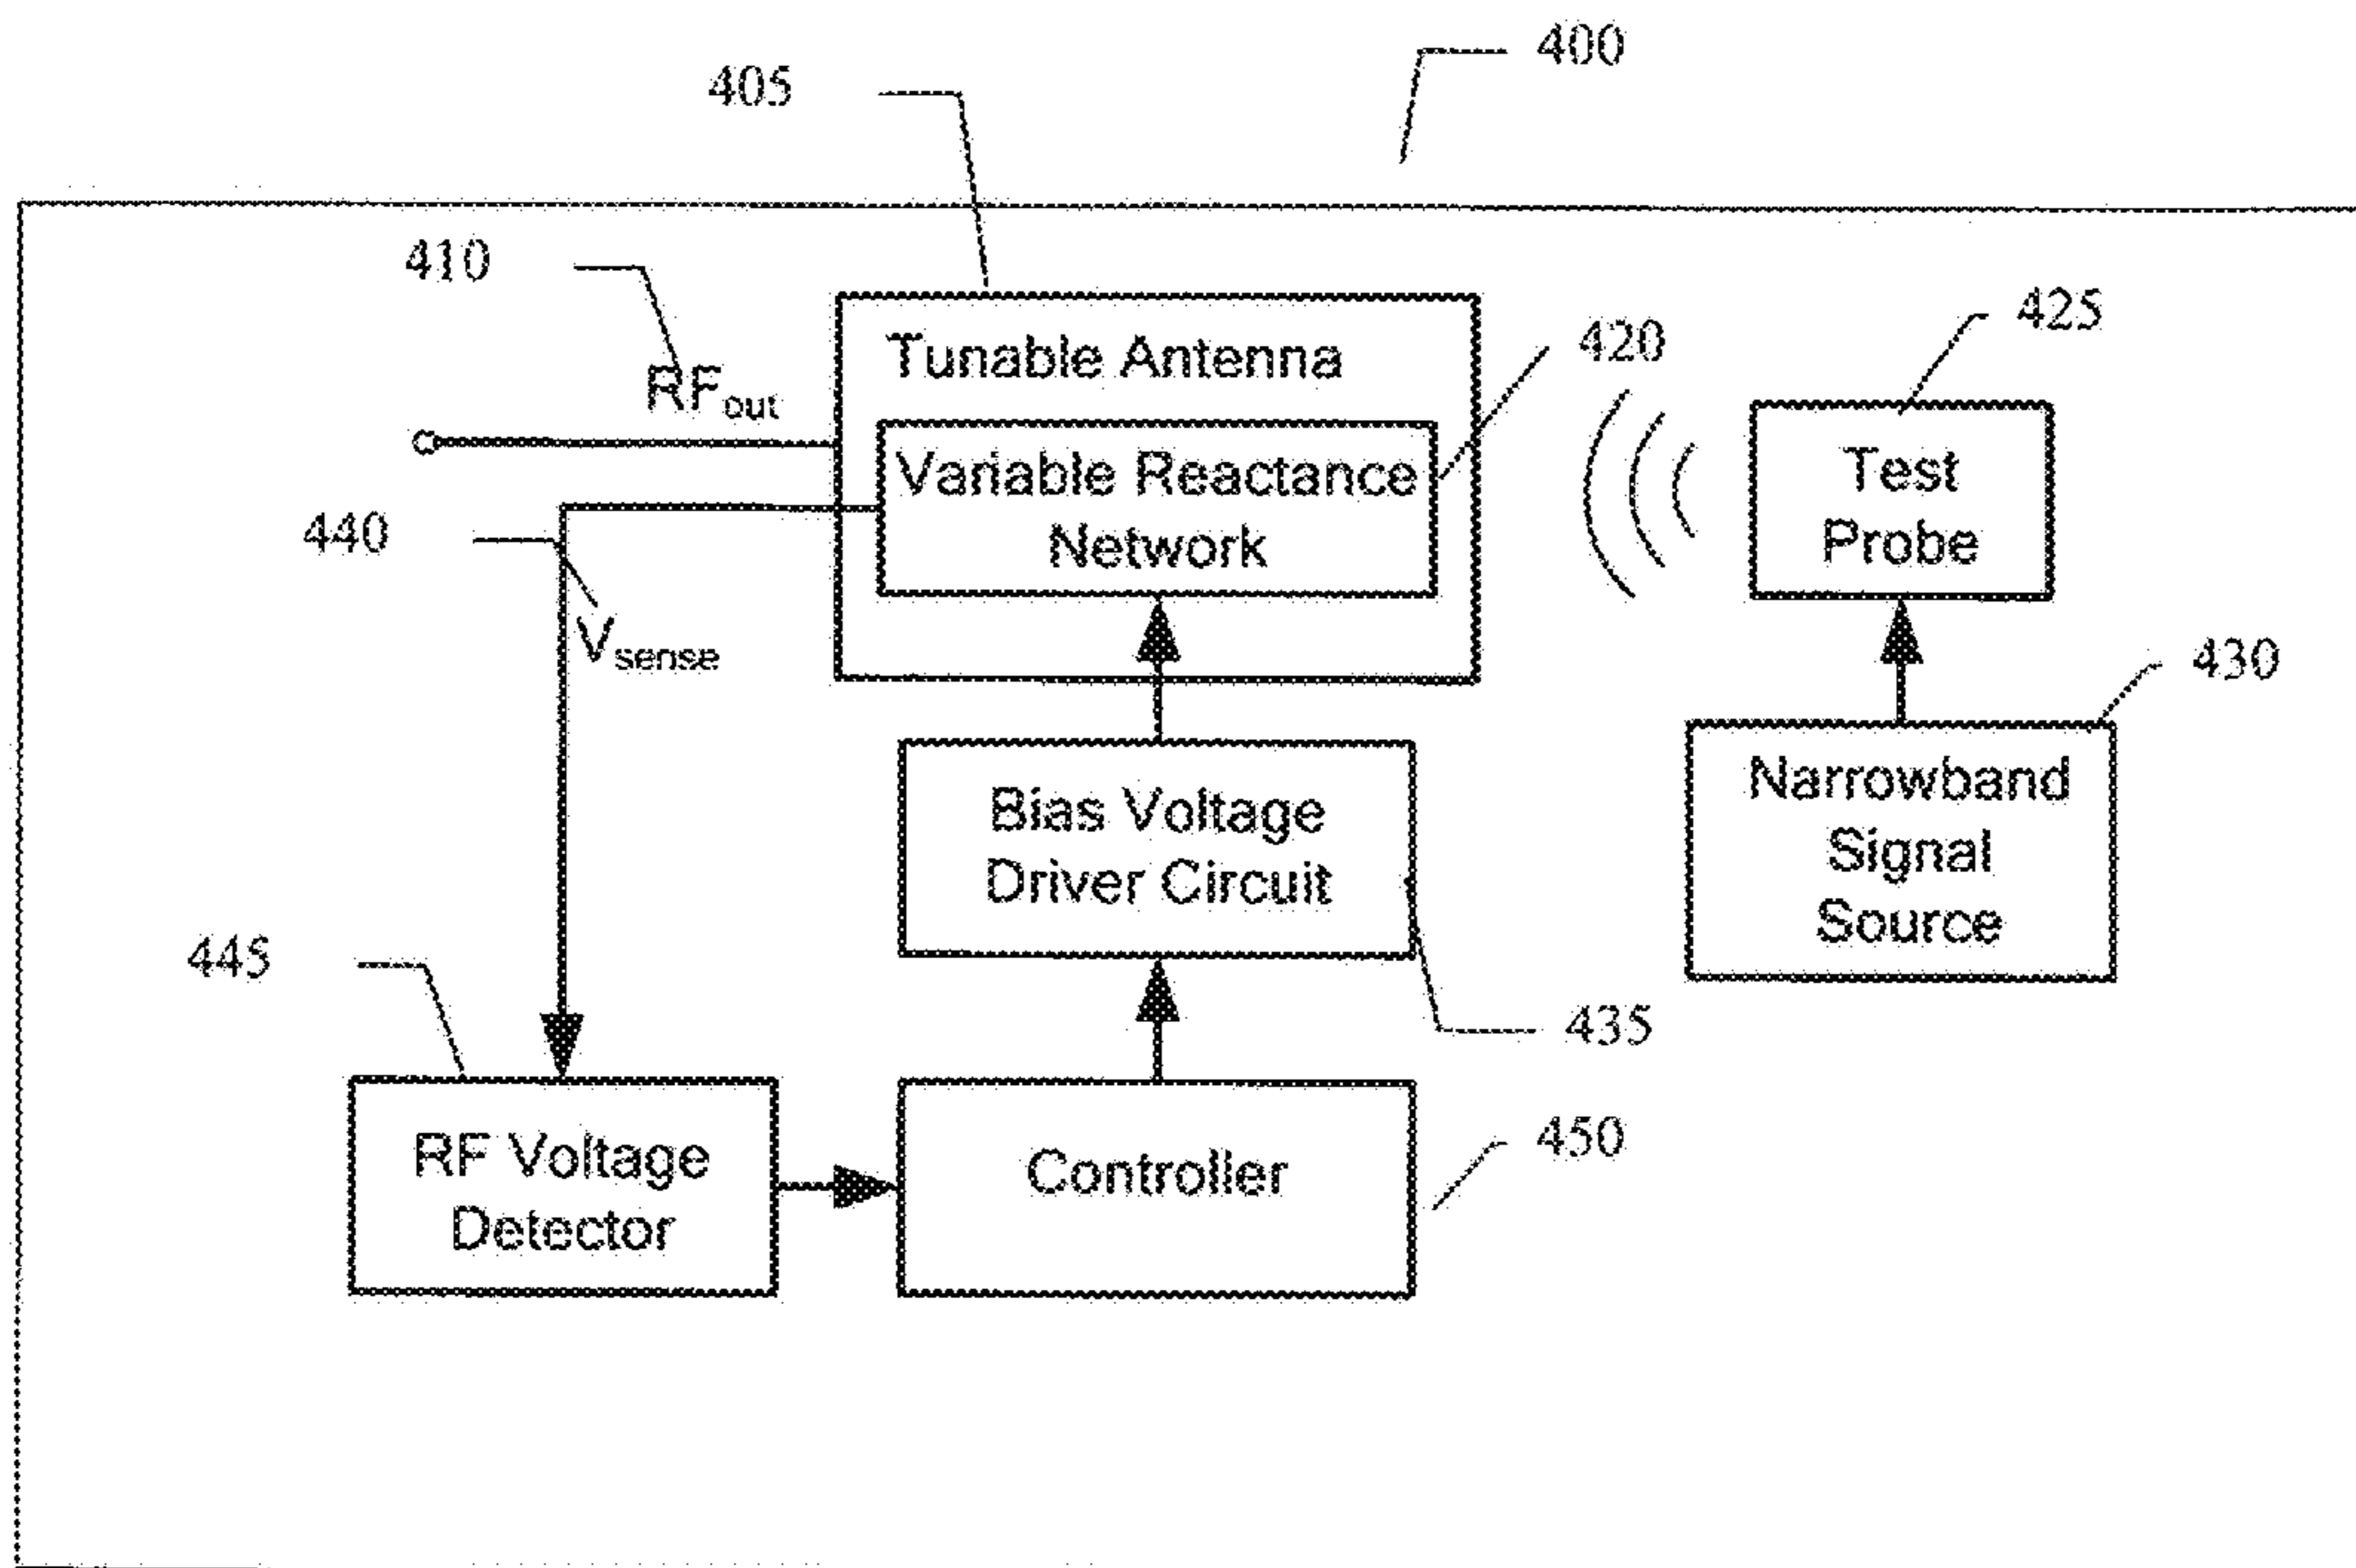 400
405
410
RFout
Tunable Antenna
420
425
Variable Reactance
Network
Test
Probe
440
Vsense
430
Bias Voltage
Driver Circuit
Narrowband
Signal
Source
445
435
RF Voltage
Detector
Controller
450